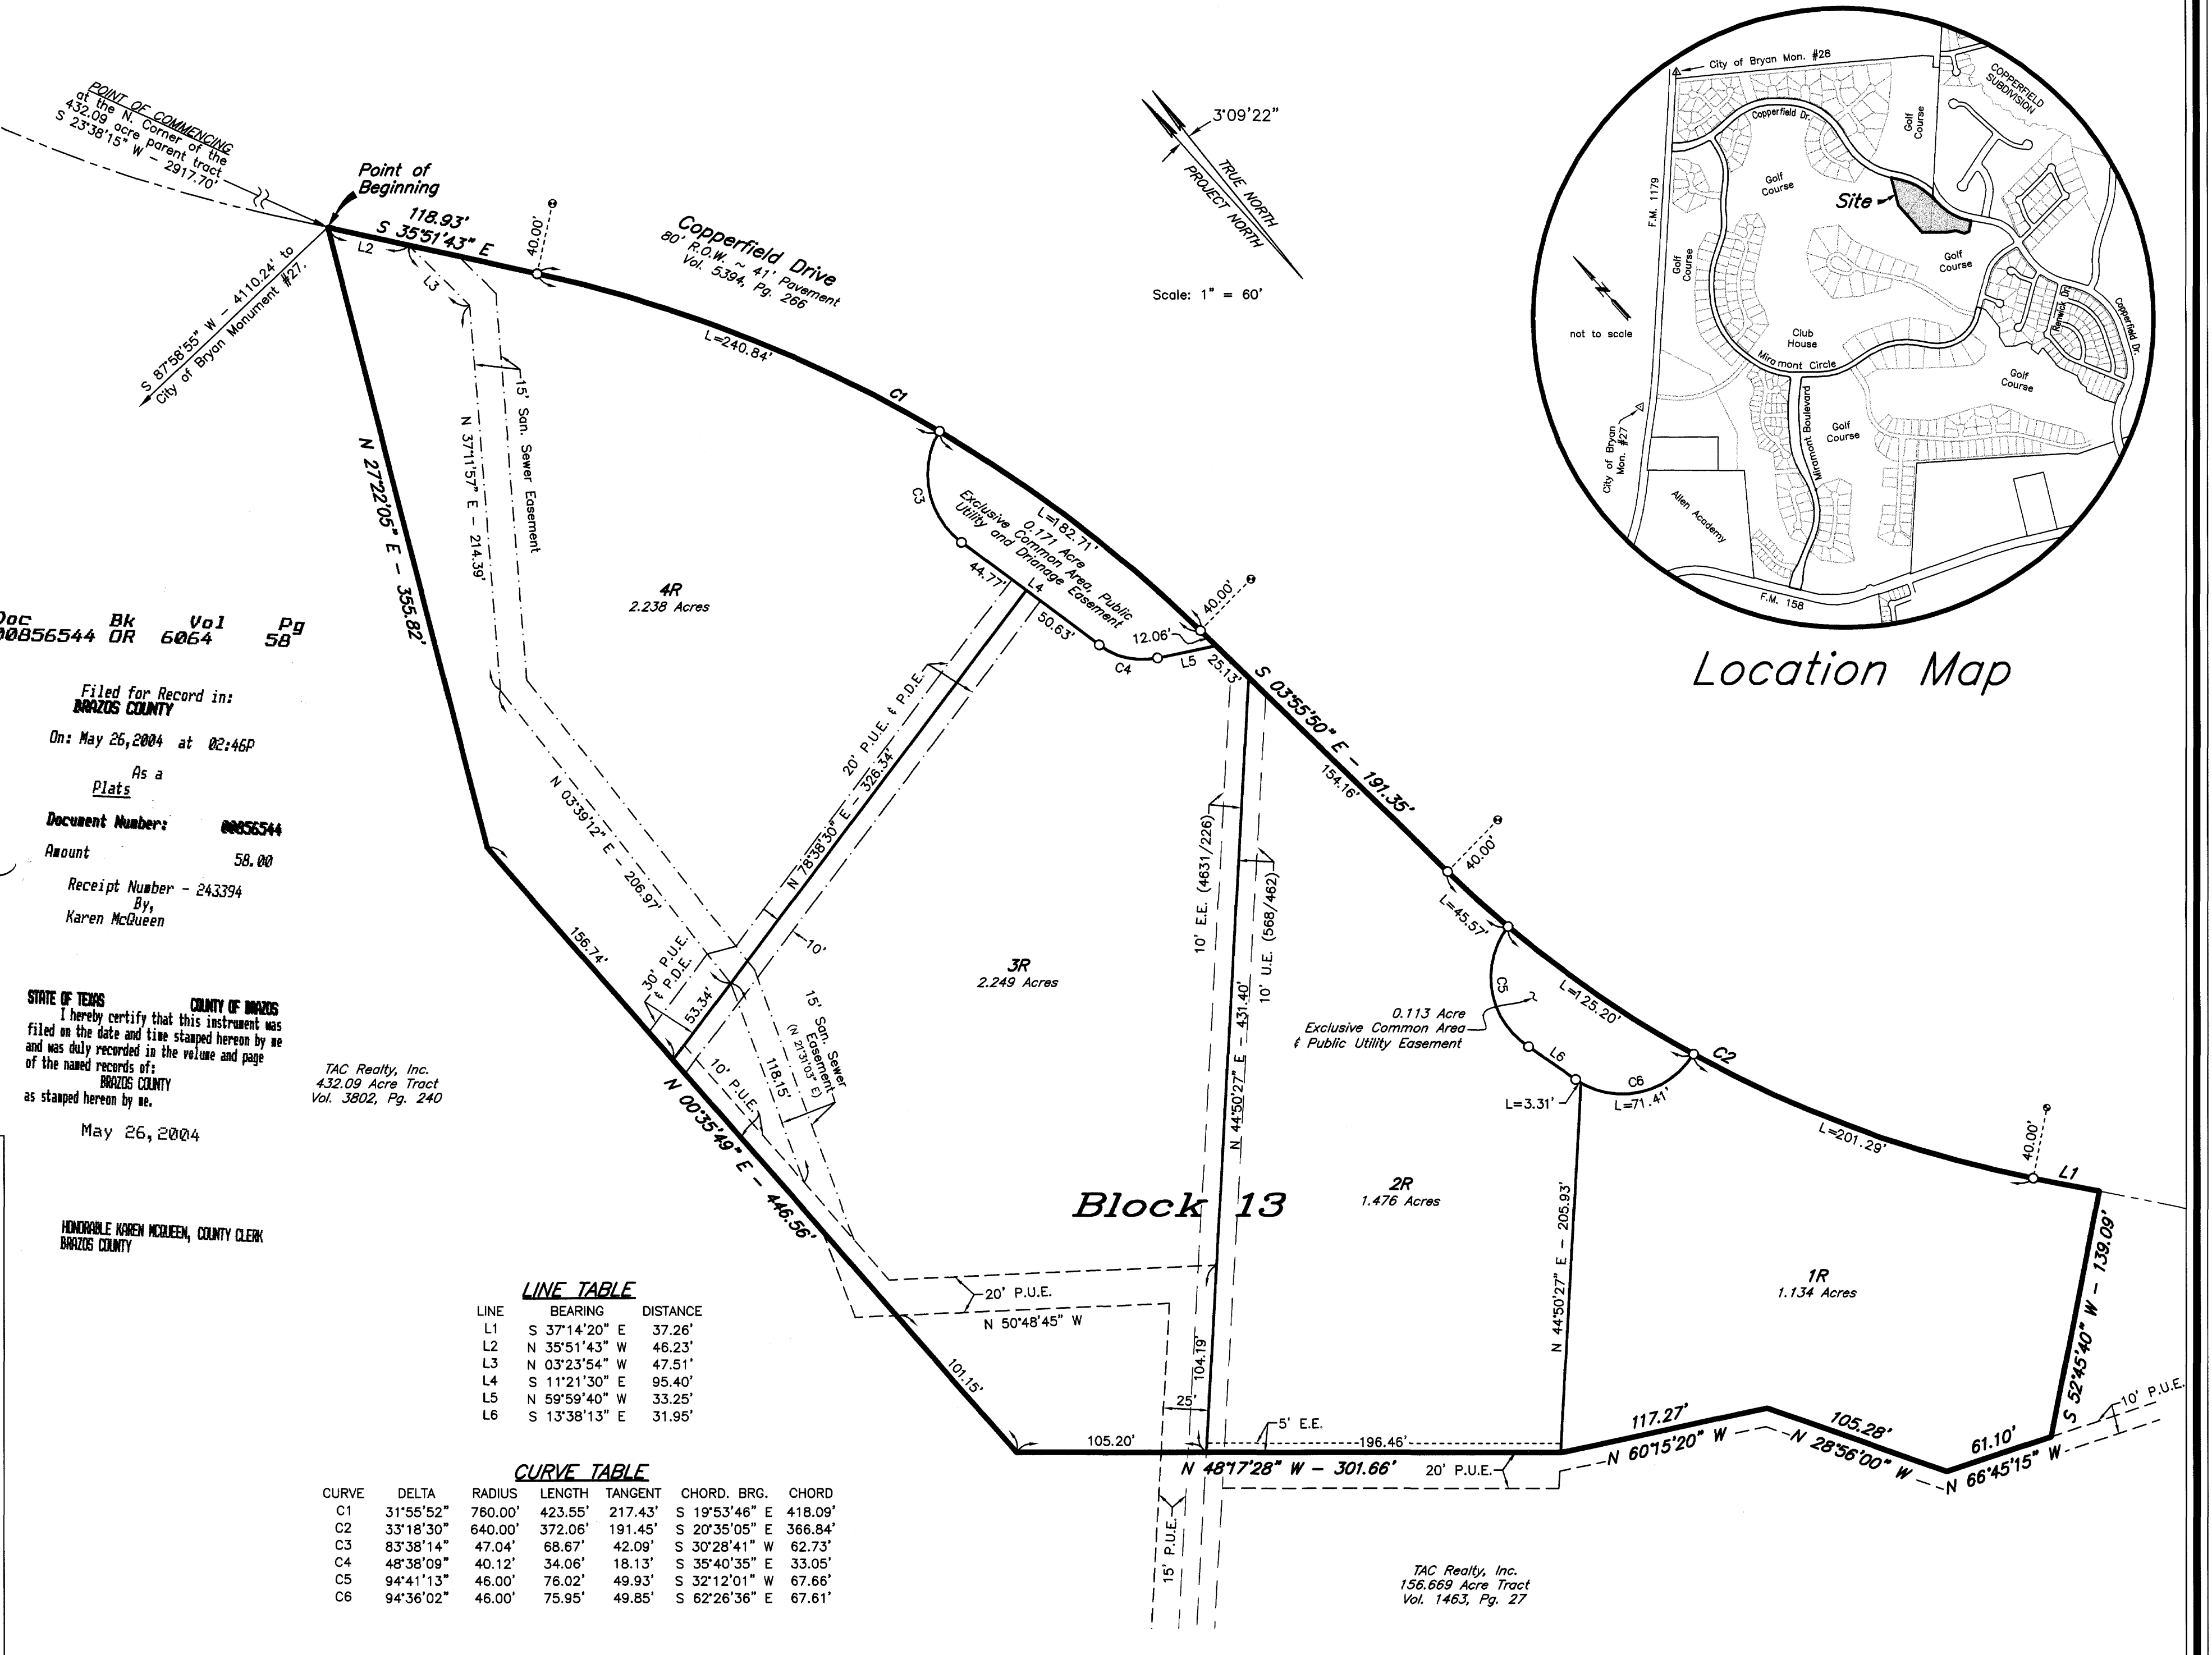 POINT OF COMMENCING
at the N. Corner of the
432.09 acre parent tract
S 23°38'15" W - 2917.70'
Point of
Beginning
118.93'
S 35°51'43" E
L2
L3
40.00'
S 87°58'55" W - 4110.24' to
City of Bryan Monument #27.
Copperfield Drive
80' R.O.W. ~ 41' Pavement
Vol. 5394, Pg. 266
3°09'22"
TRUE NORTH
PROJECT NORTH
Scale: 1" = 60'
L=240.84'
C1
N 27°22'05" E - 355.82'
N 37°11'57" E - 214.39'
15' San. Sewer Easement
C3
L=182.71'
0.171 Acre
Exclusive Common Area, Public
Utility and Drianage Easement
44.77'
L4
50.63'
C4
L5
12.06'
40.00'
25.13'
4R
2.238 Acres
20' P.U.E. & P.D.E.
N 78°38'30" E - 326.34'
N 03°39'12" E - 206.97'
S 03°55'50" E - 191.35'
154.16'
40.00'
L=45.57'
10' E.E. (4631/226)
10' U.E. (568/462)
N 44°50'27" E - 431.40'
156.74'
30' P.U.E.
& P.D.E.
53.34'
10'
3R
2.249 Acres
15' San. Sewer
Easement
(N 21°31'03" E)
118.15'
10' P.U.E.
N 00°35'49" E - 446.56'
C5
L=125.20'
0.113 Acre
Exclusive Common Area
& Public Utility Easement
L6
C6
L=3.31'
L=71.41'
C2
L=201.29'
40.00'
L1
Block 13
2R
1.476 Acres
N 44°50'27" E - 205.93'
1R
1.134 Acres
S 52°45'40" W - 139.09'
10' P.U.E.
20' P.U.E.
N 50°48'45" W
104.19'
25'
101.15'
105.20'
5' E.E.
196.46'
N 48°17'28" W - 301.66'
20' P.U.E.
15' P.U.E.
117.27'
N 60°15'20" W
105.28'
N 28°56'00" W
61.10'
N 66°45'15" W
TAC Realty, Inc.
432.09 Acre Tract
Vol. 3802, Pg. 240
TAC Realty, Inc.
156.669 Acre Tract
Vol. 1463, Pg. 27
Doc Bk Vol Pg
00856544 OR 6064 58
Filed for Record in:
BRAZOS COUNTY
On: May 26,2004 at 02:46P
As a
Plats
Document Number: 00856544
Amount 58.00
Receipt Number - 243394
By,
Karen McQueen
STATE OF TEXAS COUNTY OF BRAZOS
I hereby certify that this instrument was
filed on the date and time stamped hereon by me
and was duly recorded in the volume and page
of the named records of:
BRAZOS COUNTY
as stamped hereon by me.
May 26,2004
HONORABLE KAREN MCQUEEN, COUNTY CLERK
BRAZOS COUNTY
LINE TABLE
LINE BEARING DISTANCE
L1 S 37°14'20" E 37.26'
L2 N 35°51'43" W 46.23'
L3 N 03°23'54" W 47.51'
L4 S 11°21'30" E 95.40'
L5 N 59°59'40" W 33.25'
L6 S 13°38'13" E 31.95'
CURVE TABLE
CURVE DELTA RADIUS LENGTH TANGENT CHORD. BRG. CHORD
C1 31°55'52" 760.00' 423.55' 217.43' S 19°53'46" E 418.09'
C2 33°18'30" 640.00' 372.06' 191.45' S 20°35'05" E 366.84'
C3 83°38'14" 47.04' 68.67' 42.09' S 30°28'41" W 62.73'
C4 48°38'09" 40.12' 34.06' 18.13' S 35°40'35" E 33.05'
C5 94°41'13" 46.00' 76.02' 49.93' S 32°12'01" W 67.66'
C6 94°36'02" 46.00' 75.95' 49.85' S 62°26'36" E 67.61'
City of Bryan Mon. #28
COPPERFIELD
SUBDIVISION
Copperfield Dr.
Golf
Course
Golf
Course
Site
F.M. 1179
Golf
Course
Golf
Course
N
not to scale
Renwick Dr.
Copperfield Dr.
Club
House
Miramont Circle
Golf
Course
Miramont Boulevard
Golf
Course
City of Bryan
Mon. #27
Allen Academy
F.M. 158
Location Map